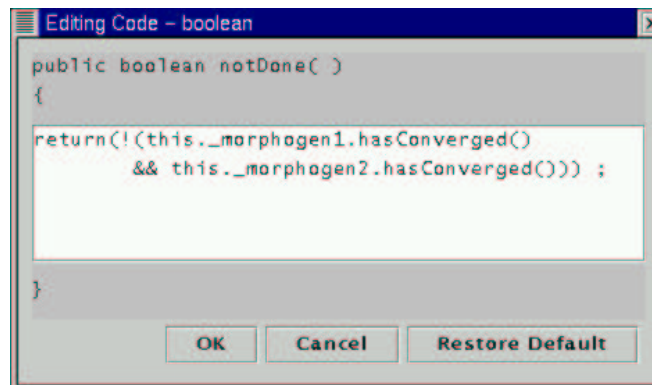 Editing Code – boolean
public boolean notDone( )
{
return(!(this._morphogen1.hasConverged()
&& this._morphogen2.hasConverged())) ;
}
OK Cancel Restore Default